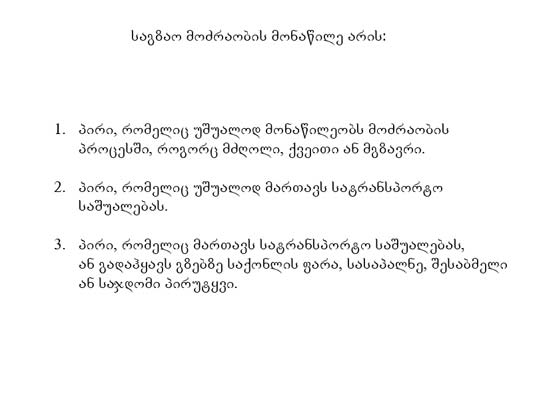 საგზაო მოძრაობის მონაწილე არის:
1. პირი, რომელიც უშუალოდ მონაწილეობს მოძრაობის
პროცესში, როგორც მძღოლი, ქვეითი ან მგზავრი.
2. პირი, რომელიც უშუალოდ მართავს სატრანსპორტო
საშუალებას.
3. პირი, რომელიც მართავს სატრანსპორტო საშუალებას,
ან გადაჰყავს გზებზე საქონლის ფარა, სასაპალნე, შესაბმელი
ან საჯდომი პირუტყვი.